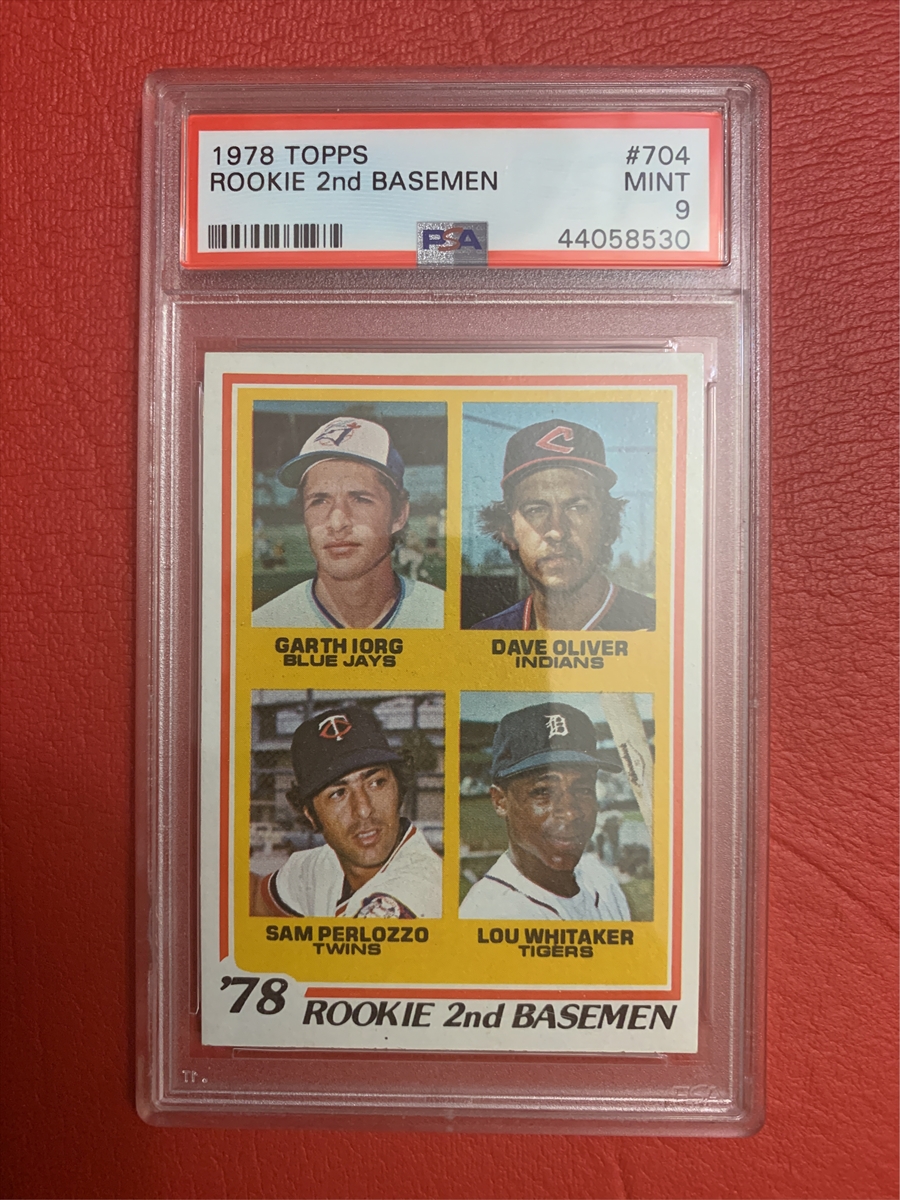 1978 TOPPS #704
ROOKIE 2nd BASEMEN MINT
9
PSA 44058530
GARTH IORG
BLUE JAYS
DAVE OLIVER
INDIANS
SAM PERLOZZO
TWINS
LOU WHITAKER
TIGERS
'78 ROOKIE 2nd BASEMEN
PSA